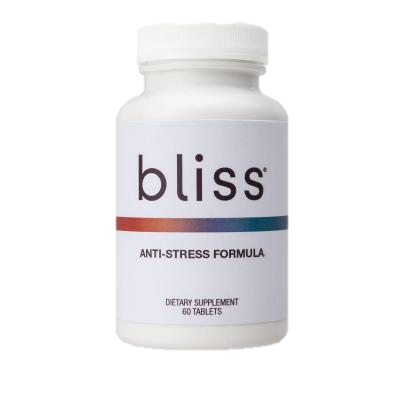 bliss®
ANTI-STRESS FORMULA
DIETARY SUPPLEMENT
60 TABLETS